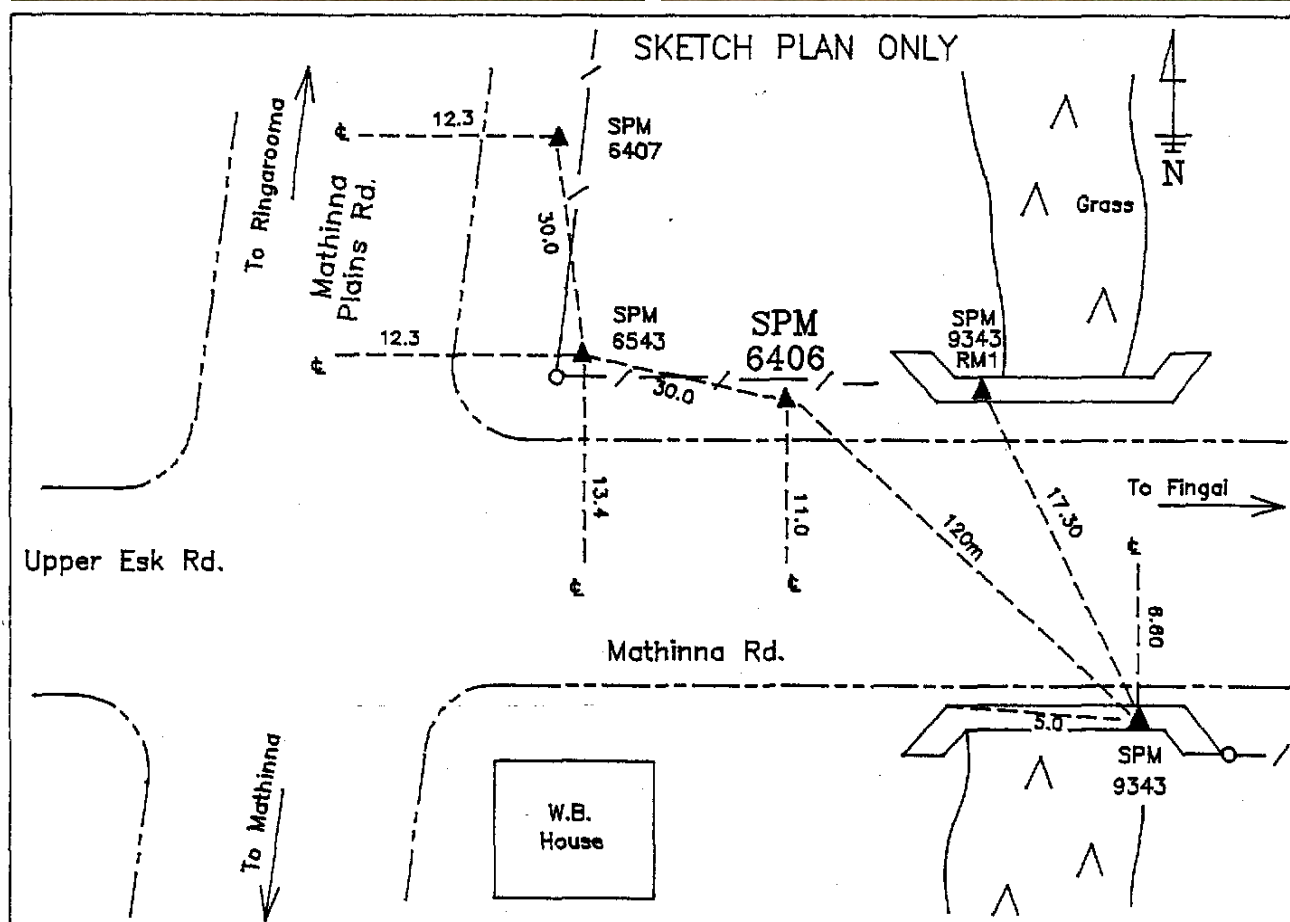 SKETCH PLAN ONLY
To Ringarooma
Mathinna
Plains Rd.
℄
12.3
SPM
6407
30.0
N
Grass
℄
12.3
SPM
6543
SPM
6406
SPM
9343
RM1
30.0
13.4
℄
11.0
℄
120m
17.30
To Fingal
℄
6.60
Upper Esk Rd.
Mathinna Rd.
5.0
SPM
9343
To Mathinna
W.B.
House